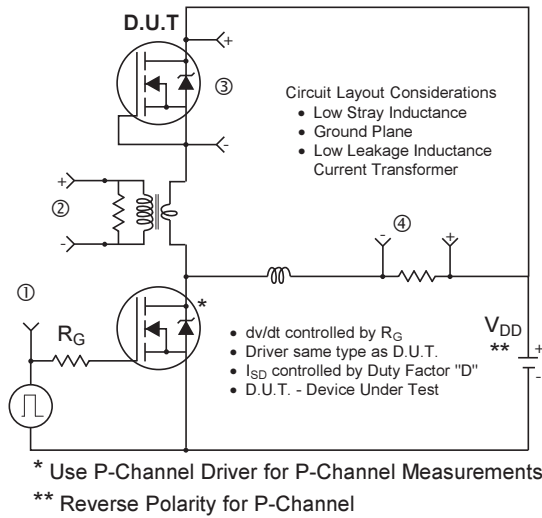 D.U.T
+
③
-
Circuit Layout Considerations
• Low Stray Inductance
• Ground Plane
• Low Leakage Inductance
Current Transformer
+
②
-
④
-
+
①
*
R_G
• dv/dt controlled by R_G
• Driver same type as D.U.T.
• I_SD controlled by Duty Factor "D"
• D.U.T. - Device Under Test
V_DD
**
+
-
* Use P-Channel Driver for P-Channel Measurements
** Reverse Polarity for P-Channel